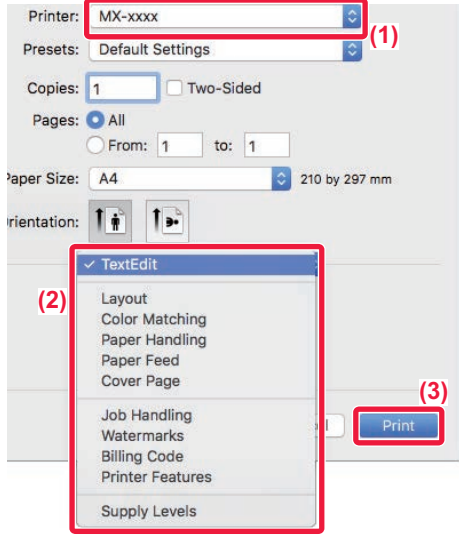 Printer: MX-xxxx
(1)
Presets: Default Settings
Copies: 1 Two-Sided
Pages: All
From: 1 to: 1
Paper Size: A4 210 by 297 mm
rientation:
(2)
✓ TextEdit
Layout
Color Matching
Paper Handling
Paper Feed
Cover Page
(3)
Job Handling
Watermarks
Billing Code
Printer Features
Supply Levels
Print